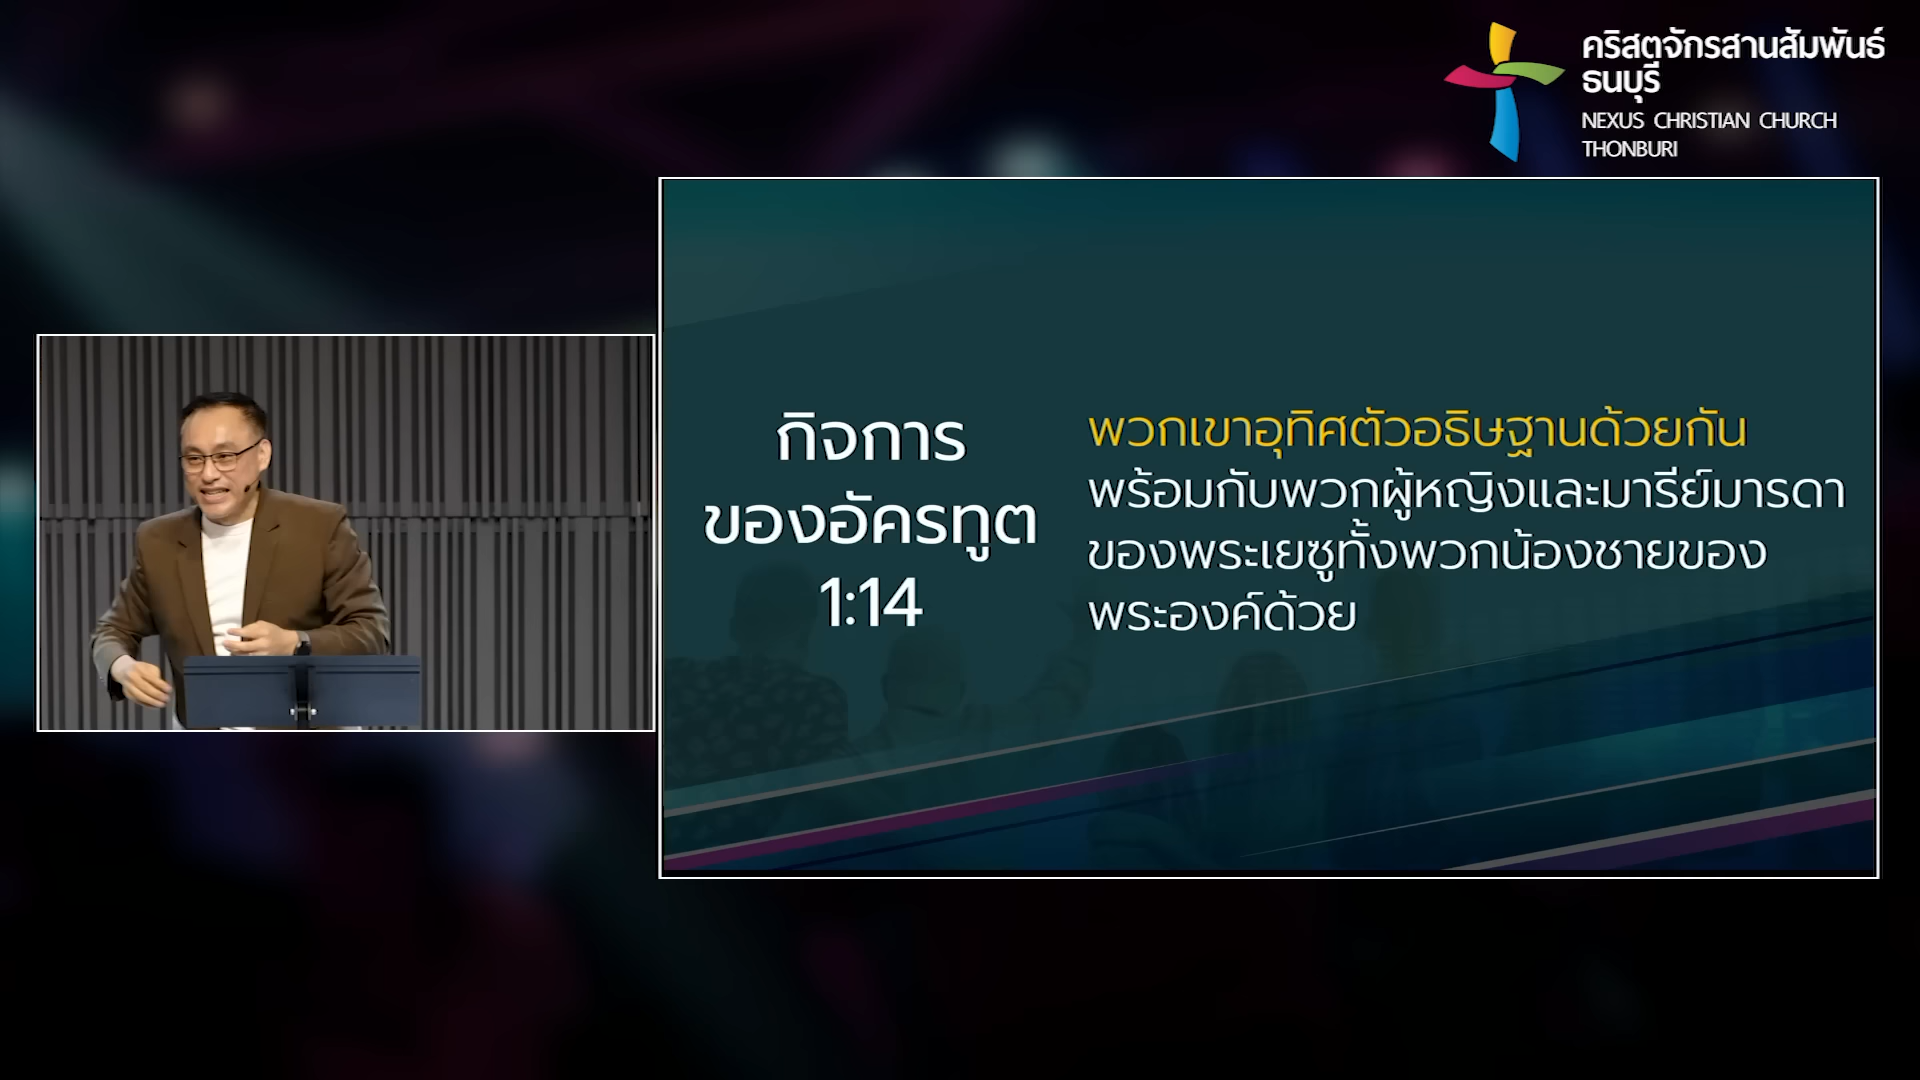 คริสตจักรสานสัมพันธ์
ธนบุรี
NEXUS CHRISTIAN CHURCH
THONBURI
กิจการ
ของอัครทูต
1:14
พวกเขาอุทิศตัวอธิษฐานด้วยกัน
พร้อมกับพวกผู้หญิงและมารีย์มารดา
ของพระเยซูทั้งพวกน้องชายของ
พระองค์ด้วย